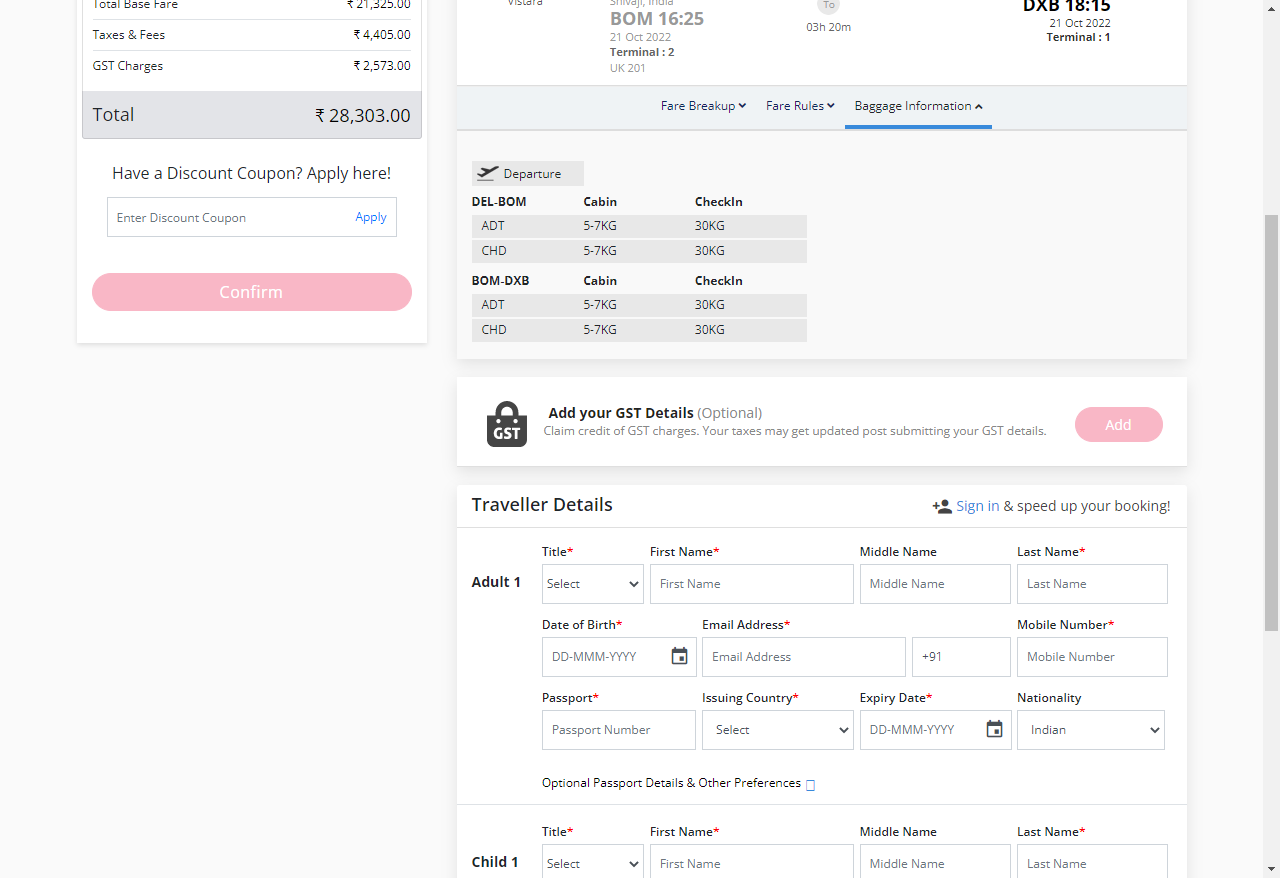 Total Base Fare ₹ 21,325.00
Taxes & Fees ₹ 4,405.00
GST Charges ₹ 2,573.00
Total ₹ 28,303.00
Have a Discount Coupon? Apply here!
Enter Discount Coupon Apply
Confirm
Vistara
Shivaji, India
BOM 16:25
21 Oct 2022
Terminal : 2
UK 201
To
03h 20m
DXB 18:15
21 Oct 2022
Terminal : 1
Fare Breakup Fare Rules Baggage Information
Departure
DEL-BOM Cabin CheckIn
ADT 5-7KG 30KG
CHD 5-7KG 30KG
BOM-DXB Cabin CheckIn
ADT 5-7KG 30KG
CHD 5-7KG 30KG
GST
Add your GST Details (Optional)
Claim credit of GST charges. Your taxes may get updated post submitting your GST details.
Add
Traveller Details Sign in & speed up your booking!
Title* First Name* Middle Name Last Name*
Adult 1 Select First Name Middle Name Last Name
Date of Birth* Email Address* Mobile Number*
DD-MMM-YYYY Email Address +91 Mobile Number
Passport* Issuing Country* Expiry Date* Nationality
Passport Number Select DD-MMM-YYYY Indian
Optional Passport Details & Other Preferences
Title* First Name* Middle Name Last Name*
Child 1 Select First Name Middle Name Last Name